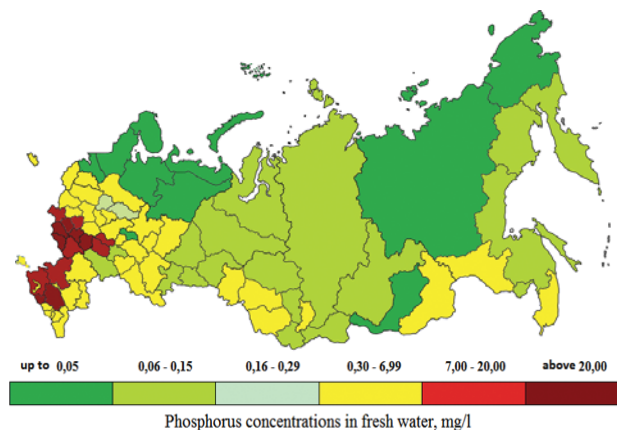 up to 0,05 0,06 - 0,15 0,16 - 0,29 0,30 - 6,99 7,00 - 20,00 above 20,00
Phosphorus concentrations in fresh water, mg/l